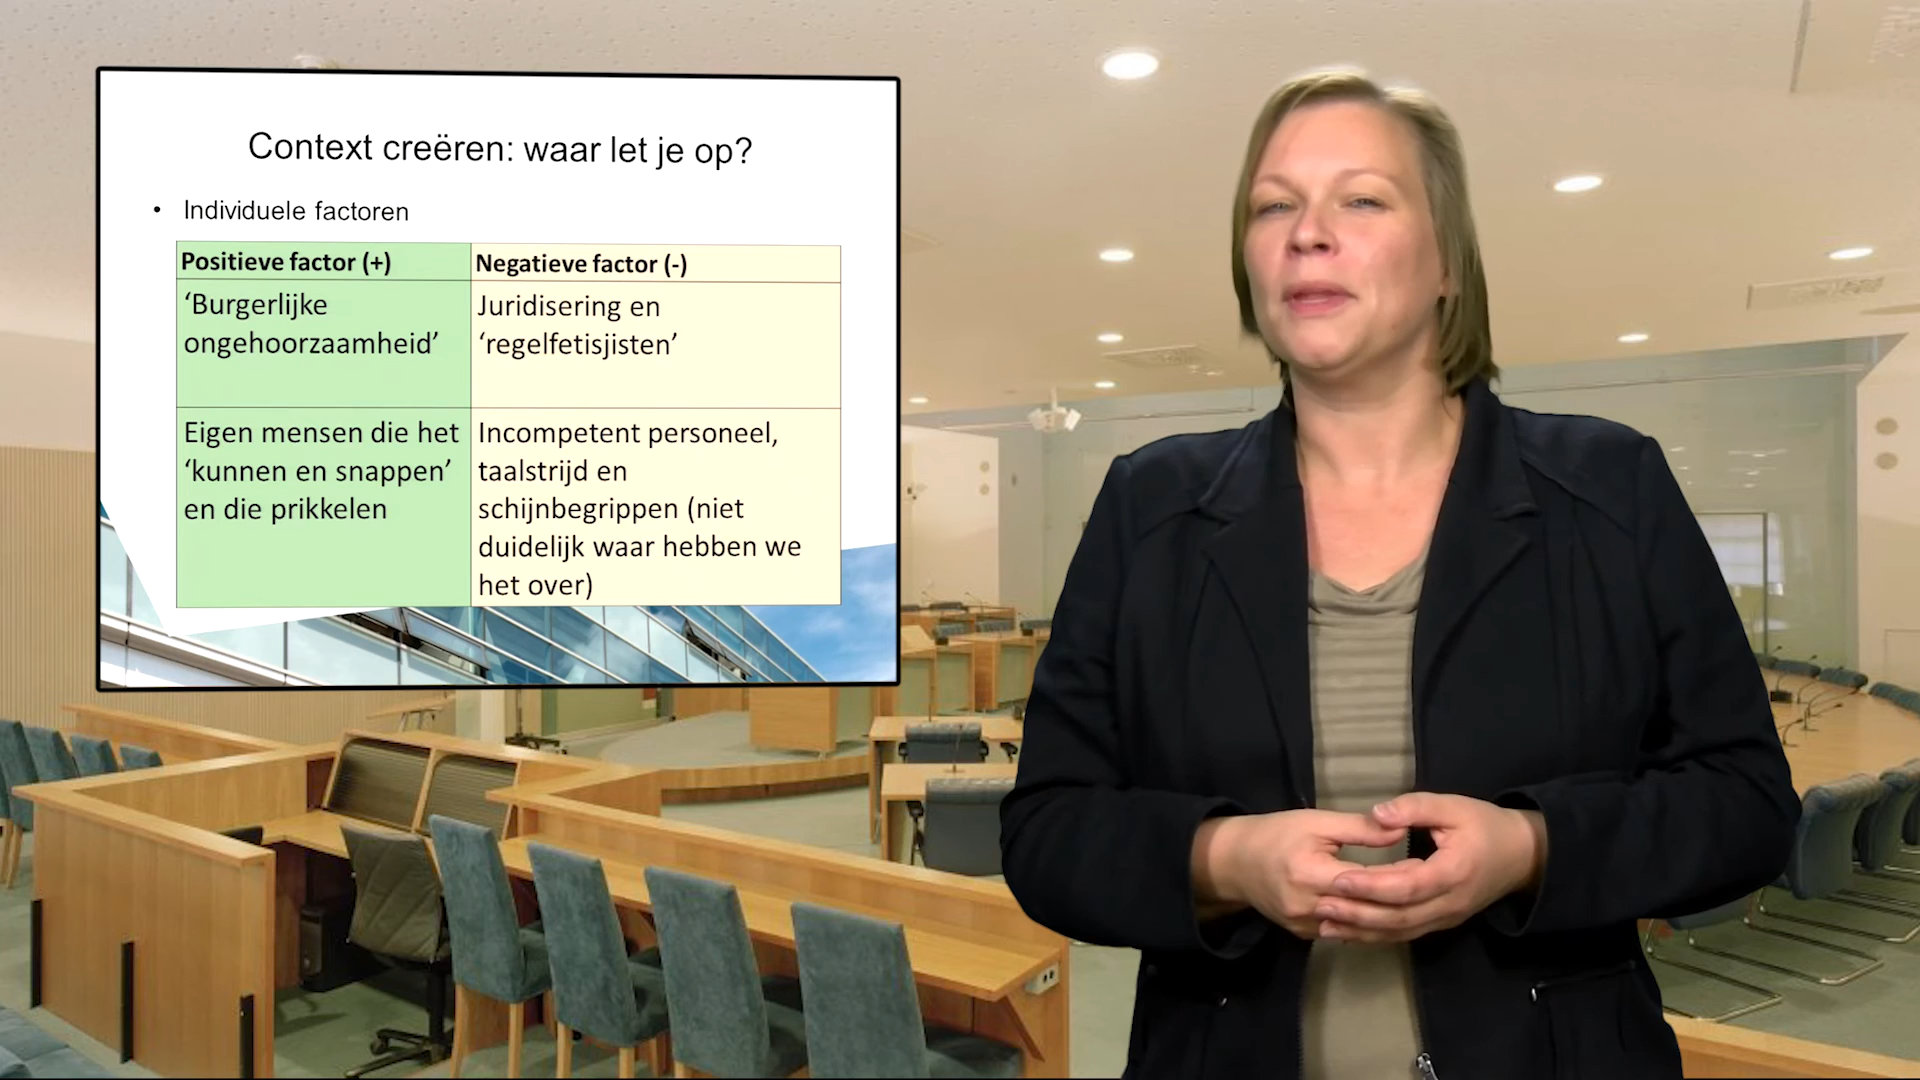 Context creëren: waar let je op?
• Individuele factoren
Positieve factor (+)
Negatieve factor (-)
‘Burgerlijke
ongehoorzaamheid’
Juridisering en
‘regelfetisjisten’
Eigen mensen die het
‘kunnen en snappen’
en die prikkelen
Incompetent personeel,
taalstrijd en
schijnbegrippen (niet
duidelijk waar hebben we
het over)